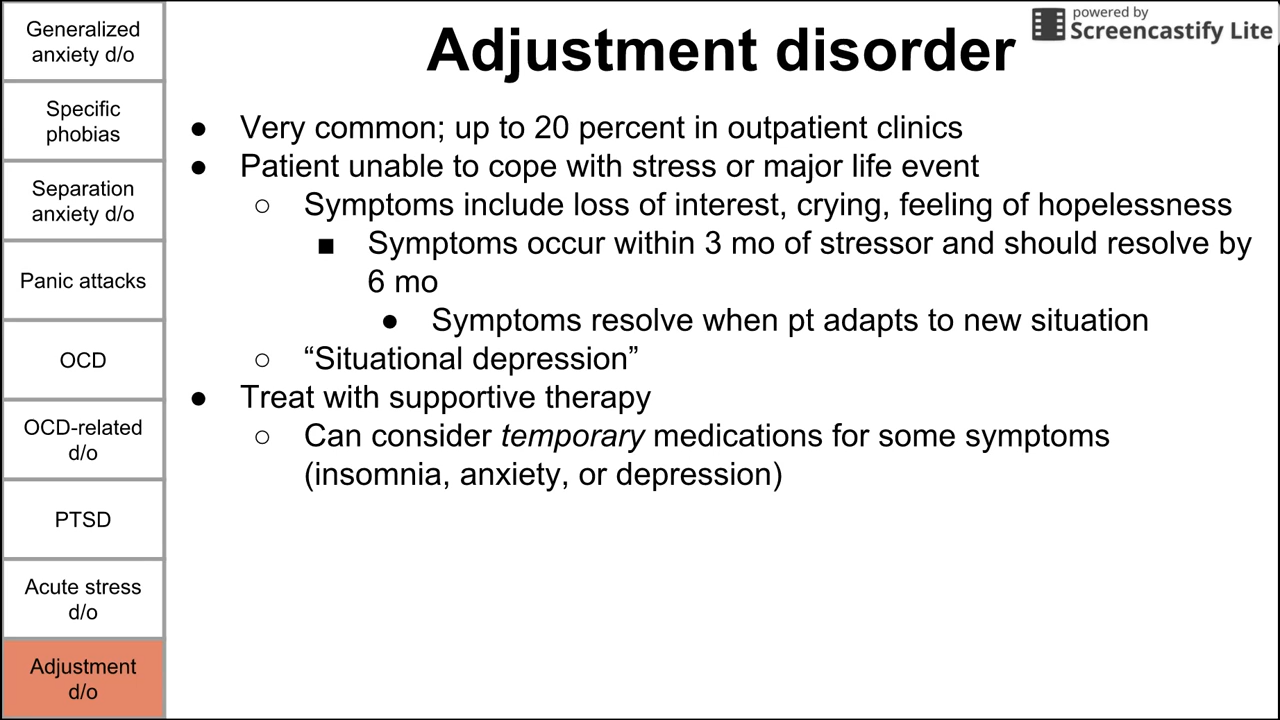 Generalized
anxiety d/o
Specific
phobias
Separation
anxiety d/o
Panic attacks
OCD
OCD-related
d/o
PTSD
Acute stress
d/o
Adjustment
d/o
Adjustment disorder
powered by
Screencastify Lite
● Very common; up to 20 percent in outpatient clinics
● Patient unable to cope with stress or major life event
○ Symptoms include loss of interest, crying, feeling of hopelessness
■ Symptoms occur within 3 mo of stressor and should resolve by
6 mo
● Symptoms resolve when pt adapts to new situation
○ “Situational depression”
● Treat with supportive therapy
○ Can consider temporary medications for some symptoms
(insomnia, anxiety, or depression)